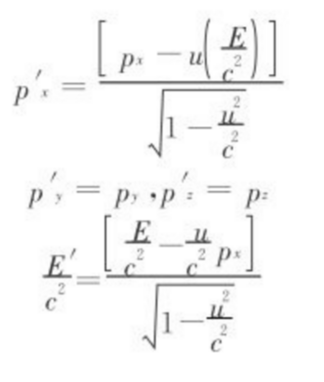 p′ₓ = [ pₓ − u(E/c²) ] / √(1 − u²/c²)
p′ᵧ = pᵧ , p′_z = p_z
E′/c² = [ E/c² − u/c² pₓ ] / √(1 − u²/c²)